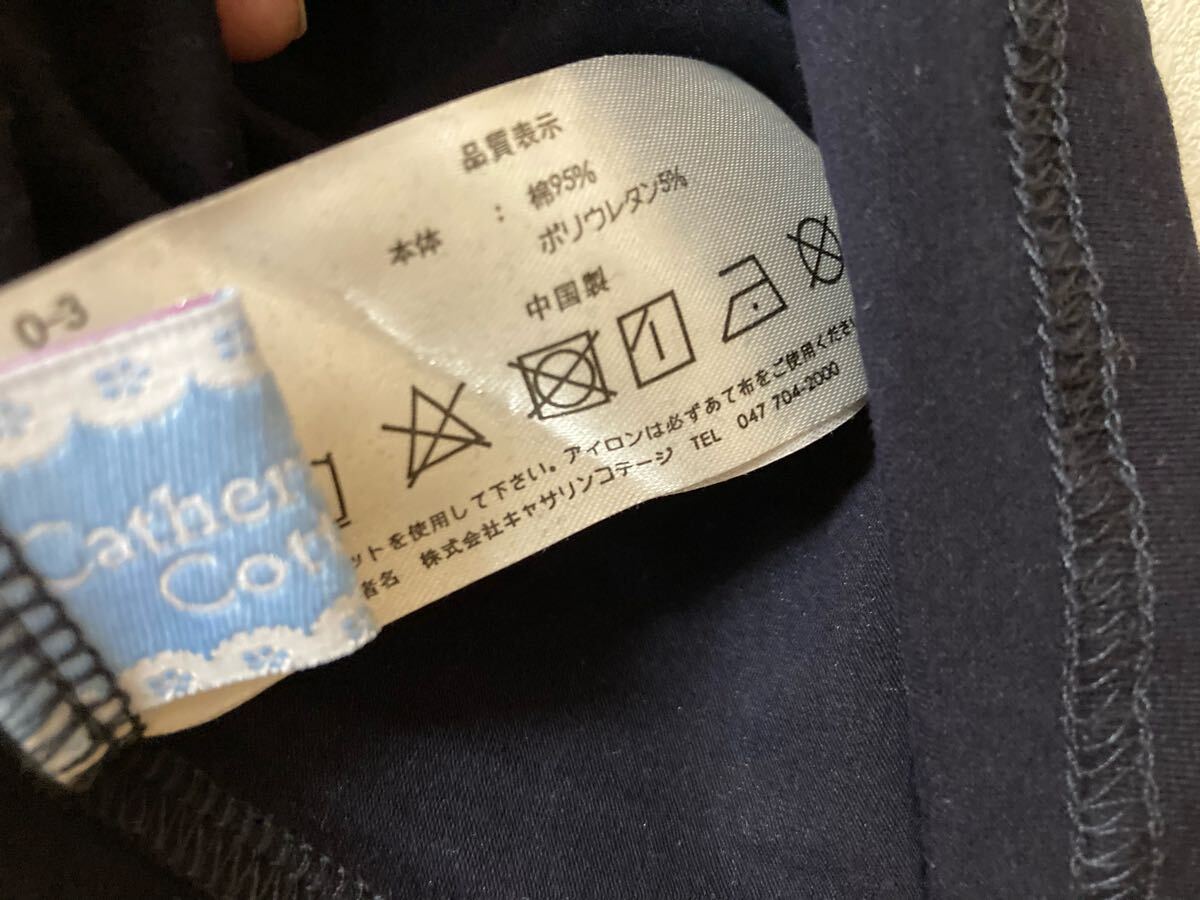 品質表示
本体 : 棉95%
ポリウレタン5%
中国製
0-3
ットを使用して下さい。アイロンは必ずあて布をご使用くださ
者名 株式会社キャサリンコテージ TEL 047 704-2000
Cather
Cot